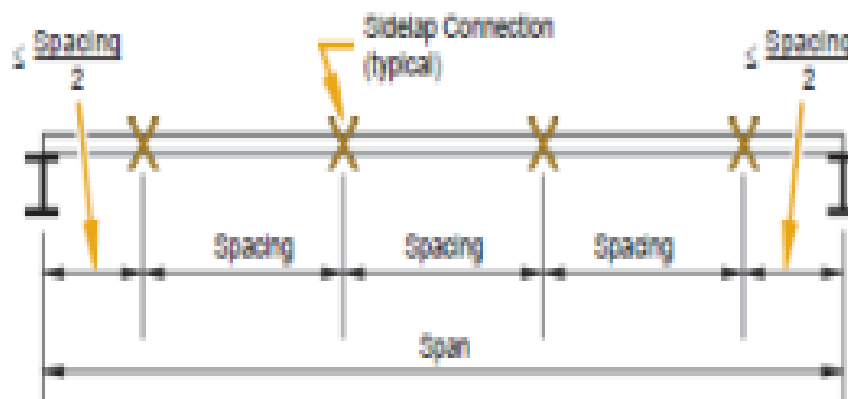 ≤ Spacing
2
Sidelap Connection
(typical)
≤ Spacing
2
Spacing
Spacing
Spacing
Span